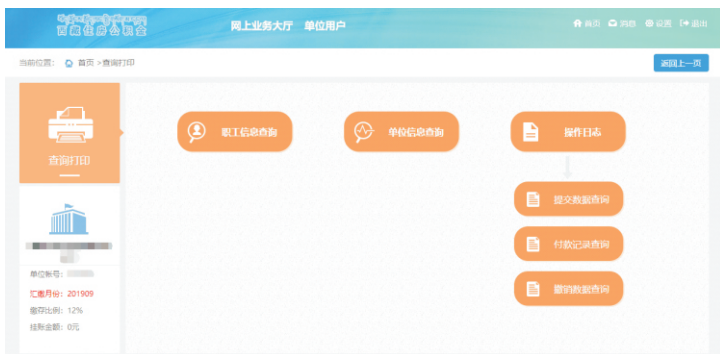 西藏住房公积金
网上业务大厅 单位用户
首页 消息 设置 退出
当前位置: 首页 >查询打印
返回上一页
查询打印
职工信息查询
单位信息查询
操作日志
提交数据查询
付款记录查询
撤销数据查询
单位账号:
汇缴月份: 201909
缴存比例: 12%
挂账金额: 0元